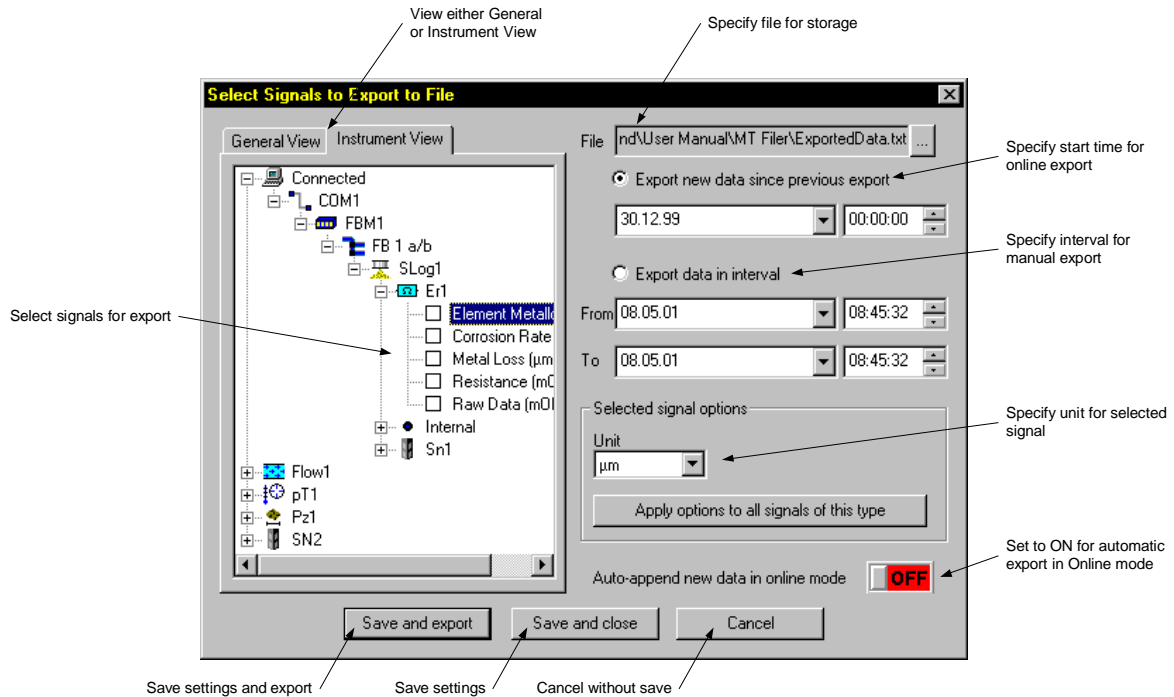 View either General
or Instrument View
Specify file for storage
Select Signals to Export to File
General View
Instrument View
Connected
COM1
FBM1
FB 1 a/b
SLog1
Er1
Element Metallo
Corrosion Rate
Metal Loss (µm
Resistance (mO
Raw Data (mOl
Internal
Sn1
Flow1
pT1
Pz1
SN2
File
nd\User Manual\MT Filer\ExportedData.txt
...
Export new data since previous export
30.12.99
00:00:00
Export data in interval
From
08.05.01
08:45:32
To
08.05.01
08:45:32
Selected signal options
Unit
µm
Apply options to all signals of this type
Auto-append new data in online mode
OFF
Save and export
Save and close
Cancel
Specify start time for
online export
Specify interval for
manual export
Select signals for export
Specify unit for selected
signal
Set to ON for automatic
export in Online mode
Save settings and export
Save settings
Cancel without save